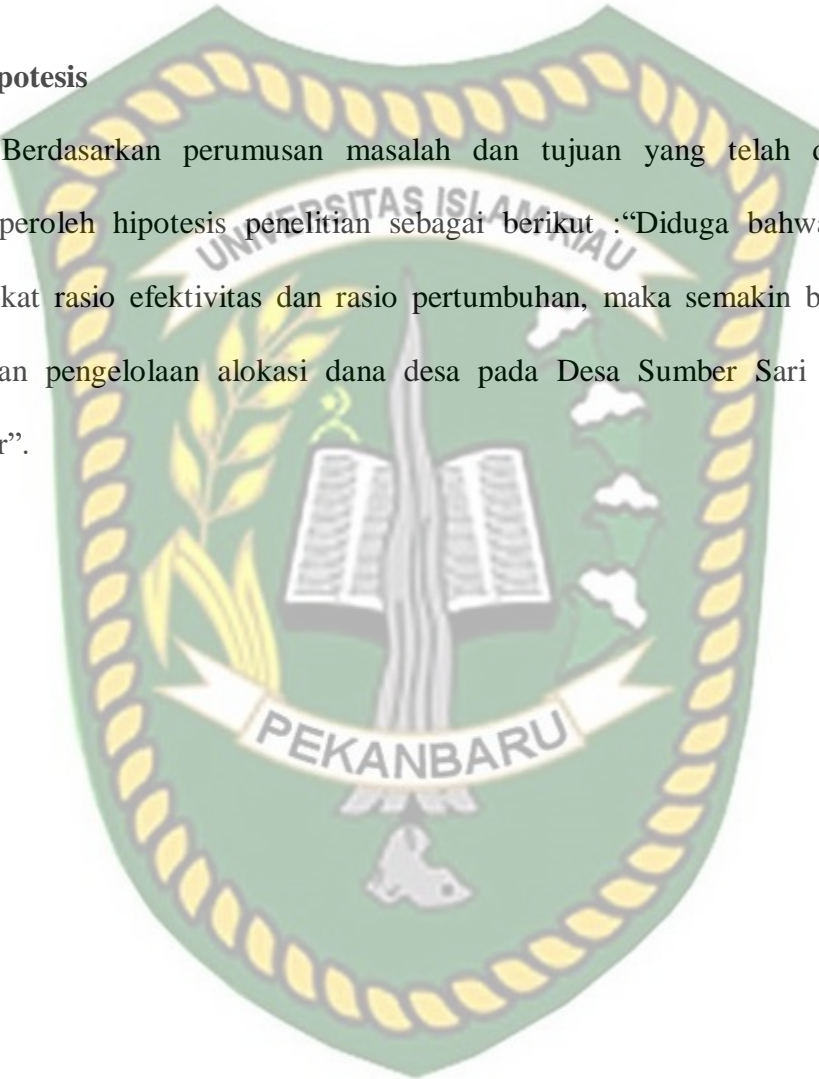 potesis
Berdasarkan perumusan masalah dan tujuan yang telah d
peroleh hipotesis penelitian sebagai berikut :“Diduga bahwa
UNIVERSITAS ISLAM RIAU
kat rasio efektivitas dan rasio pertumbuhan, maka semakin b
an pengelolaan alokasi dana desa pada Desa Sumber Sari
r”.
PEKANBARU